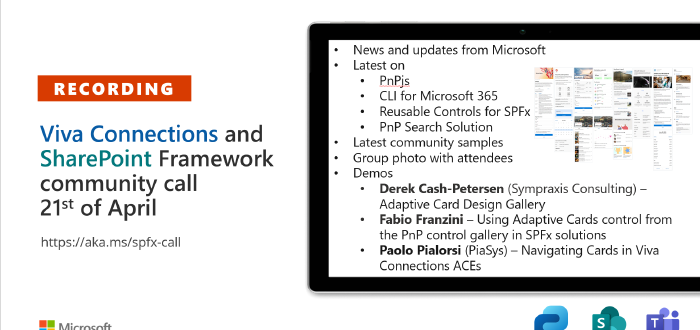 RECORDING
Viva Connections and
SharePoint Framework
community call
21st of April
https://aka.ms/spfx-call
Microsoft
• News and updates from Microsoft
• Latest on
• PnPjs
• CLI for Microsoft 365
• Reusable Controls for SPFx
• PnP Search Solution
• Latest community samples
• Group photo with attendees
• Demos
• Derek Cash-Petersen (Sympraxis Consulting) –
Adaptive Card Design Gallery
• Fabio Franzini – Using Adaptive Cards control from
the PnP control gallery in SPFx solutions
• Paolo Pialorsi (PiaSys) – Navigating Cards in Viva
Connections ACEs